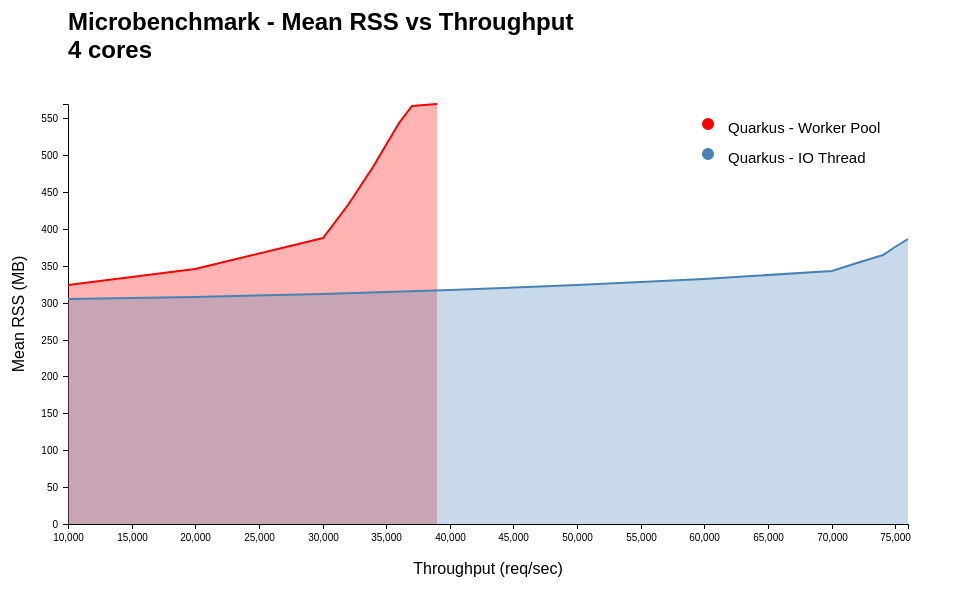 Microbenchmark - Mean RSS vs Throughput
4 cores
Quarkus - Worker Pool
Quarkus - IO Thread
Mean RSS (MB)
550
500
450
400
350
300
250
200
150
100
50
0
10,000 15,000 20,000 25,000 30,000 35,000 40,000 45,000 50,000 55,000 60,000 65,000 70,000 75,000
Throughput (req/sec)